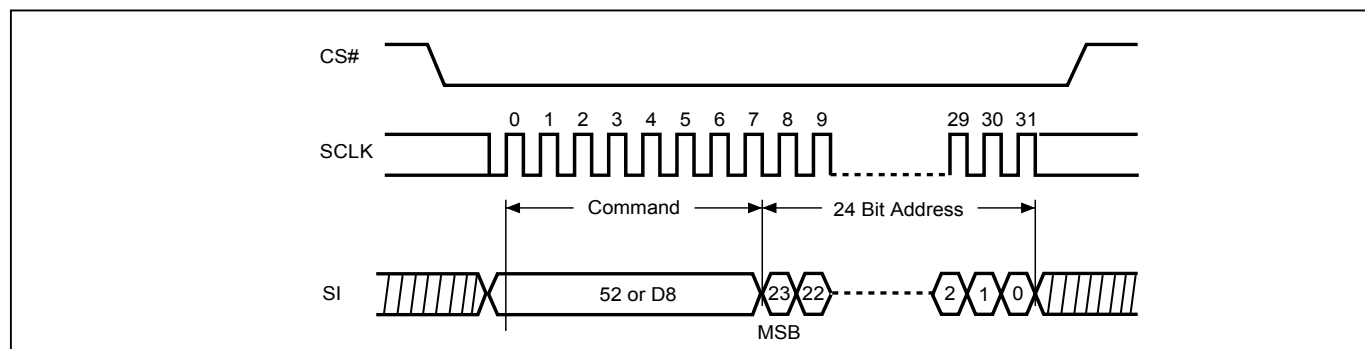 CS#
0 1 2 3 4 5 6 7 8 9 29 30 31
SCLK
Command 24 Bit Address
SI 52 or D8 23 22 2 1 0
MSB